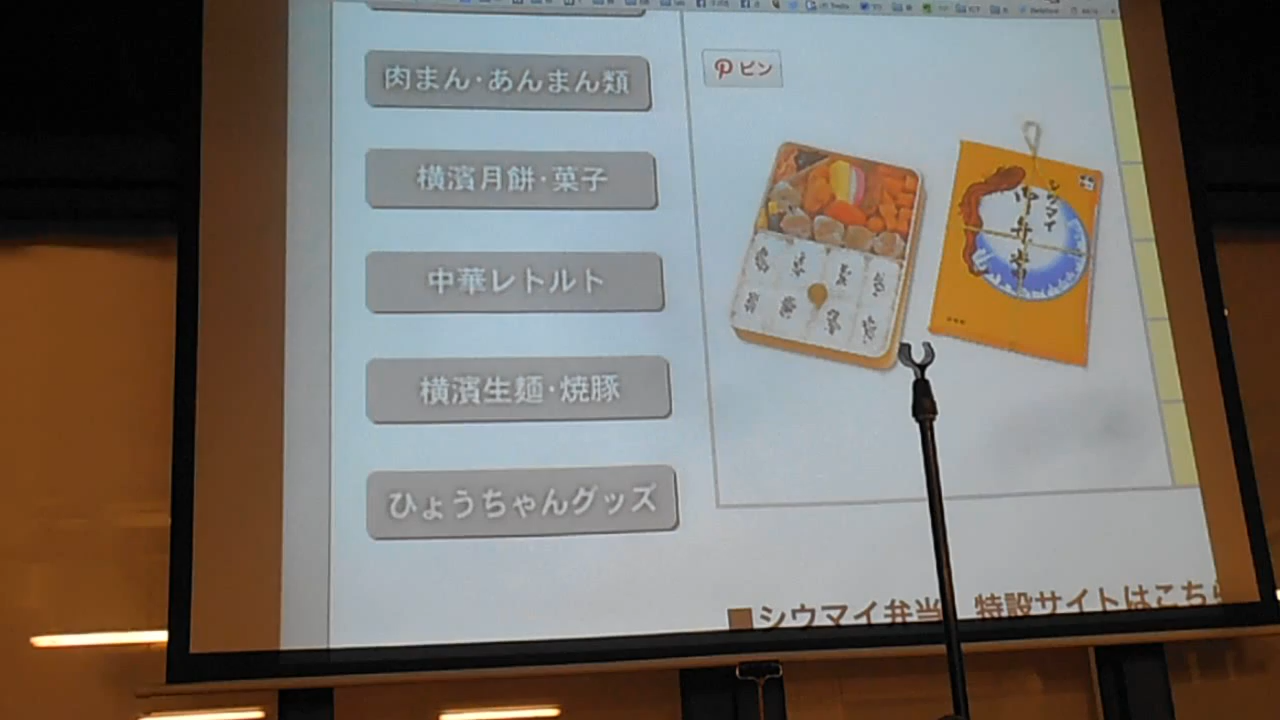 肉まん・あんまん類
横濱月餅・菓子
中華レトルト
横濱生麺・焼豚
ひょうちゃんグッズ
ピン
シウマイ
御弁当
■シウマイ弁当 特設サイトはこちら